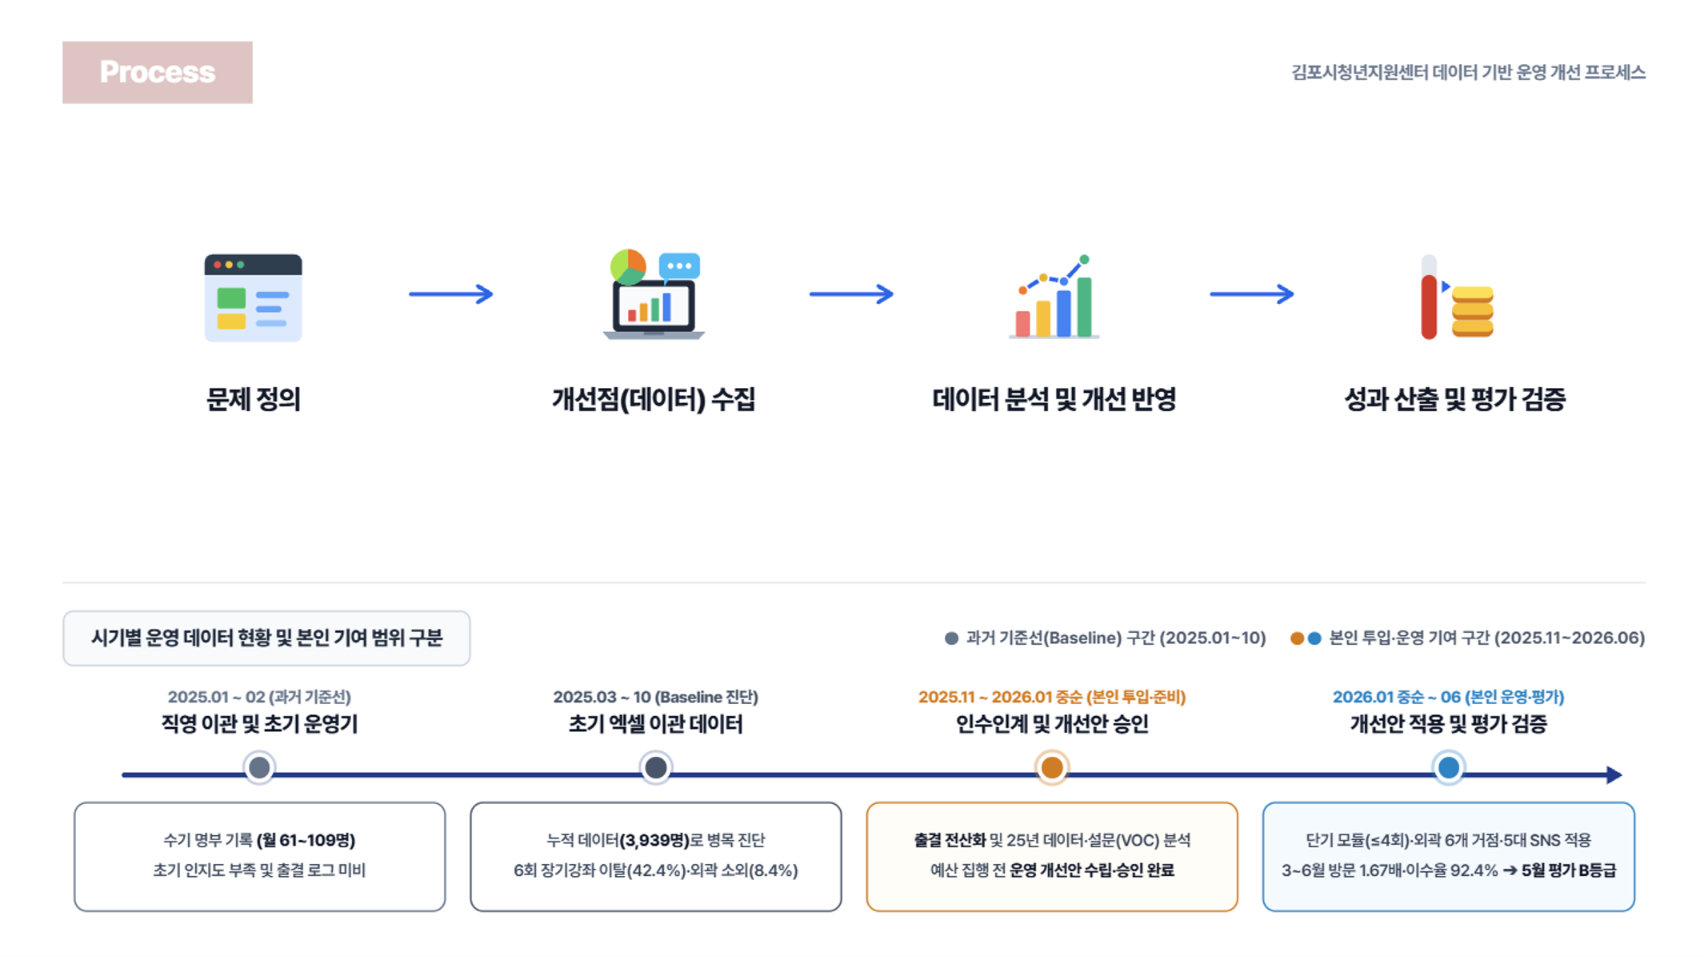 Process
김포시청년지원센터 데이터 기반 운영 개선 프로세스
문제 정의
개선점(데이터) 수집
데이터 분석 및 개선 반영
성과 산출 및 평가 검증
시기별 운영 데이터 현황 및 본인 기여 범위 구분
과거 기준선(Baseline) 구간 (2025.01~10)
본인 투입·운영 기여 구간 (2025.11~2026.06)
2025.01 ~ 02 (과거 기준선)
직영 이관 및 초기 운영기
수기 명부 기록 (월 61~109명)
초기 인지도 부족 및 출결 로그 미비
2025.03 ~ 10 (Baseline 진단)
초기 엑셀 이관 데이터
누적 데이터(3,939명)로 병목 진단
6회 장기강좌 이탈(42.4%)·외곽 소외(8.4%)
2025.11 ~ 2026.01 중순 (본인 투입·준비)
인수인계 및 개선안 승인
출결 전산화 및 25년 데이터·설문(VOC) 분석
예산 집행 전 운영 개선안 수립·승인 완료
2026.01 중순 ~ 06 (본인 운영·평가)
개선안 적용 및 평가 검증
단기 모듈(≤4회)·외곽 6개 거점·5대 SNS 적용
3~6월 방문 1.67배·이수율 92.4% ➔ 5월 평가 B등급